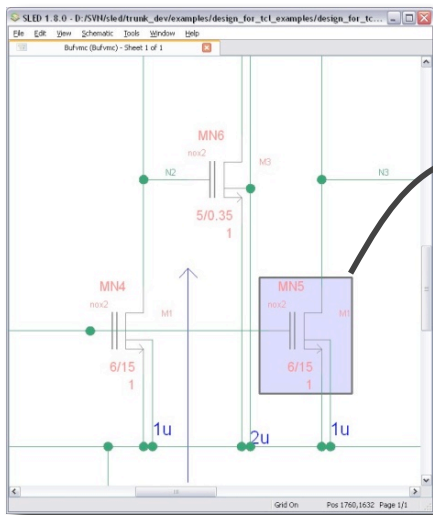 SLED 1.8.0 - D:/SVN/sled/trunk_dev/examples/design_for_tcl_examples/design_for_tc...
File Edit View Schematic Tools Window Help
Bufvmc (Bufvmc) - Sheet 1 of 1
MN6
nox2
M3
N2
N3
5/0.35
1
MN4
nox2
M1
MN5
nox2
M1
6/15
1
6/15
1
1u
2u
1u
Grid On Pos 1760,1632 Page 1/1